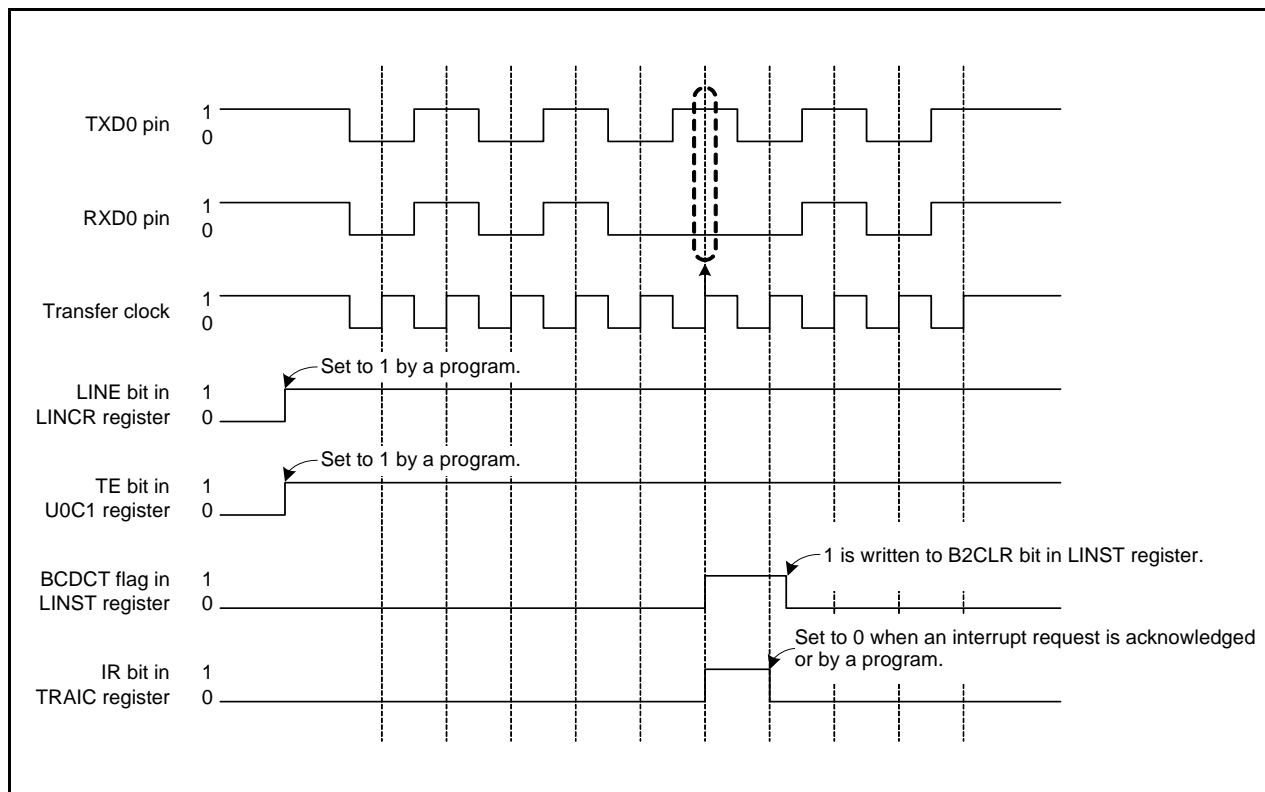 TXD0 pin
1
0
RXD0 pin
1
0
Transfer clock
1
0
Set to 1 by a program.
LINE bit in
LINCR register
1
0
Set to 1 by a program.
TE bit in
U0C1 register
1
0
1 is written to B2CLR bit in LINST register.
BCDCT flag in
LINST register
1
0
Set to 0 when an interrupt request is acknowledged
or by a program.
IR bit in
TRAIC register
1
0